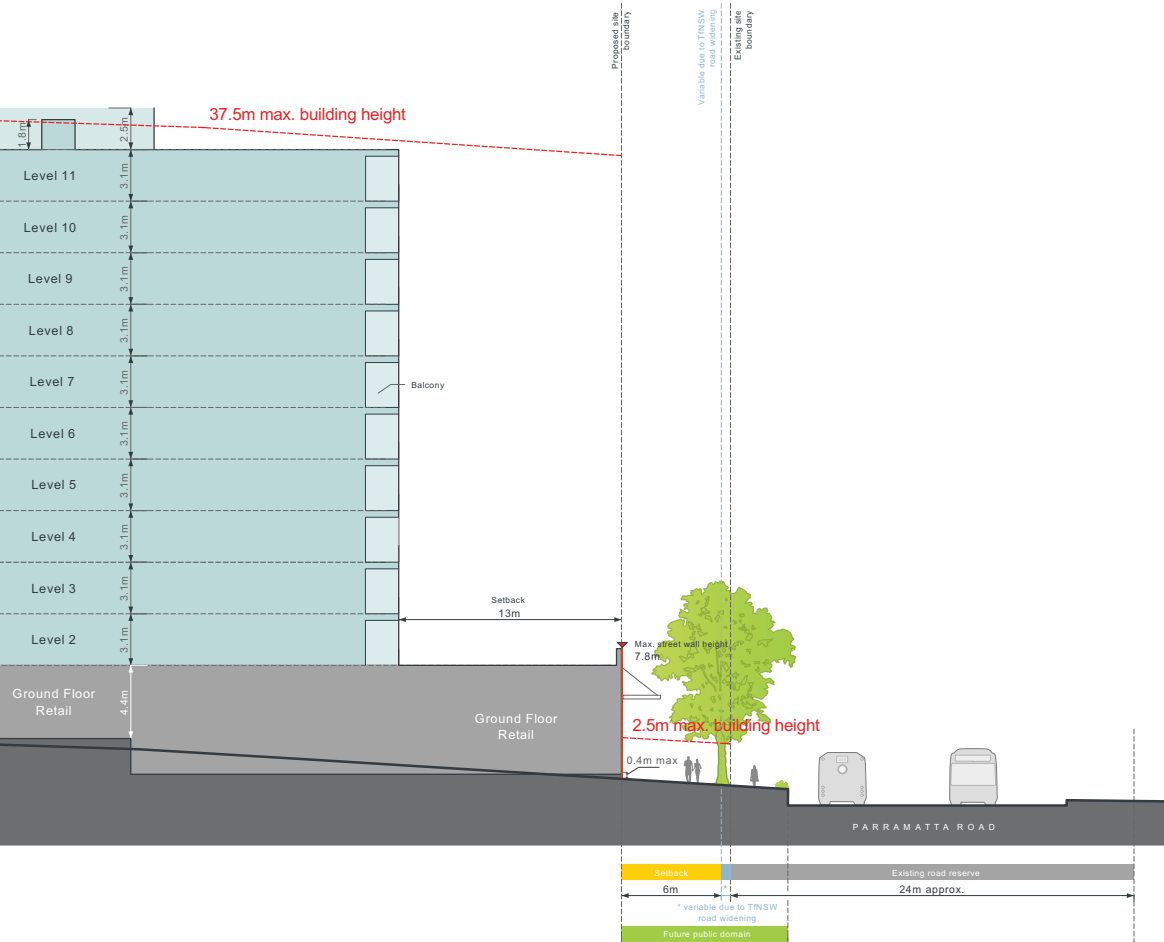 Proposed site
boundary
Variable due to TfNSW
road widening
Existing site
boundary
37.5m max. building height
1.8m
2.5m
Level 11
3.1m
Level 10
3.1m
Level 9
3.1m
Level 8
3.1m
Level 7
3.1m
Balcony
Level 6
3.1m
Level 5
3.1m
Level 4
3.1m
Level 3
3.1m
Setback
13m
Level 2
3.1m
Max. street wall height
7.8m
Ground Floor
Retail
4.4m
Ground Floor
Retail
2.5m max. building height
0.4m max
PARRAMATTA ROAD
Setback
Existing road reserve
6m
*
24m approx.
* variable due to TfNSW
road widening
Future public domain